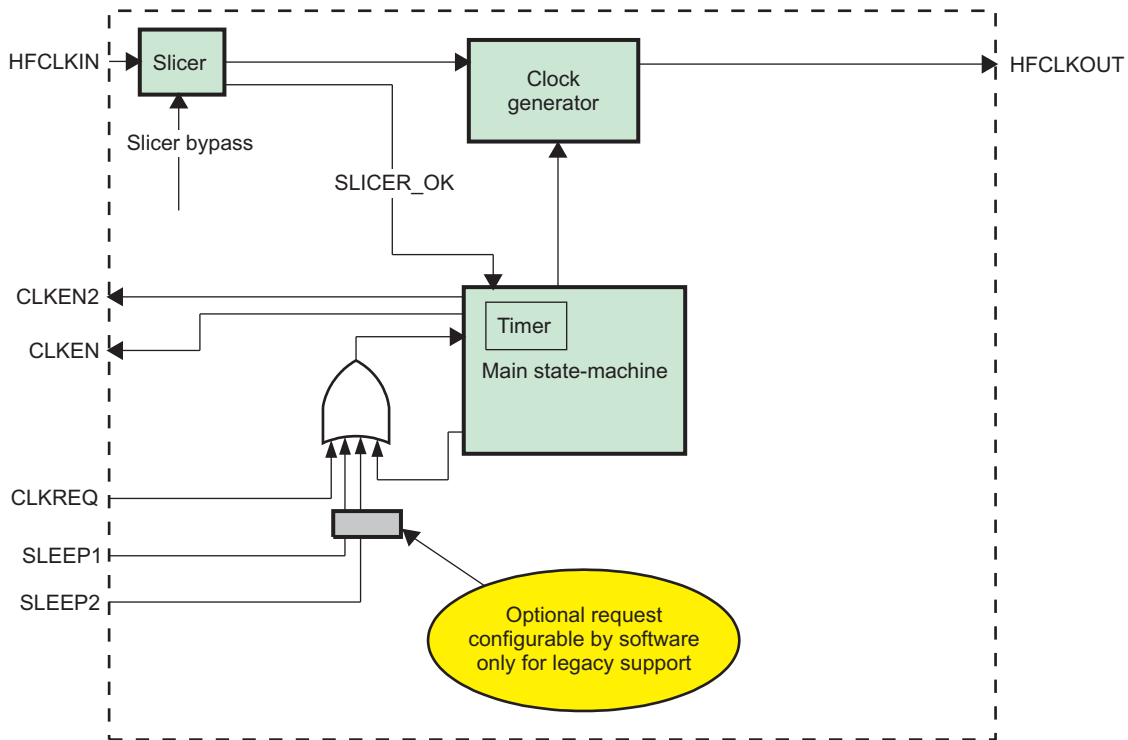 HFCLKIN
Slicer
Clock
generator
HFCLKOUT
Slicer bypass
SLICER_OK
CLKEN2
CLKEN
Timer
Main state-machine
CLKREQ
SLEEP1
SLEEP2
Optional request
configurable by software
only for legacy support